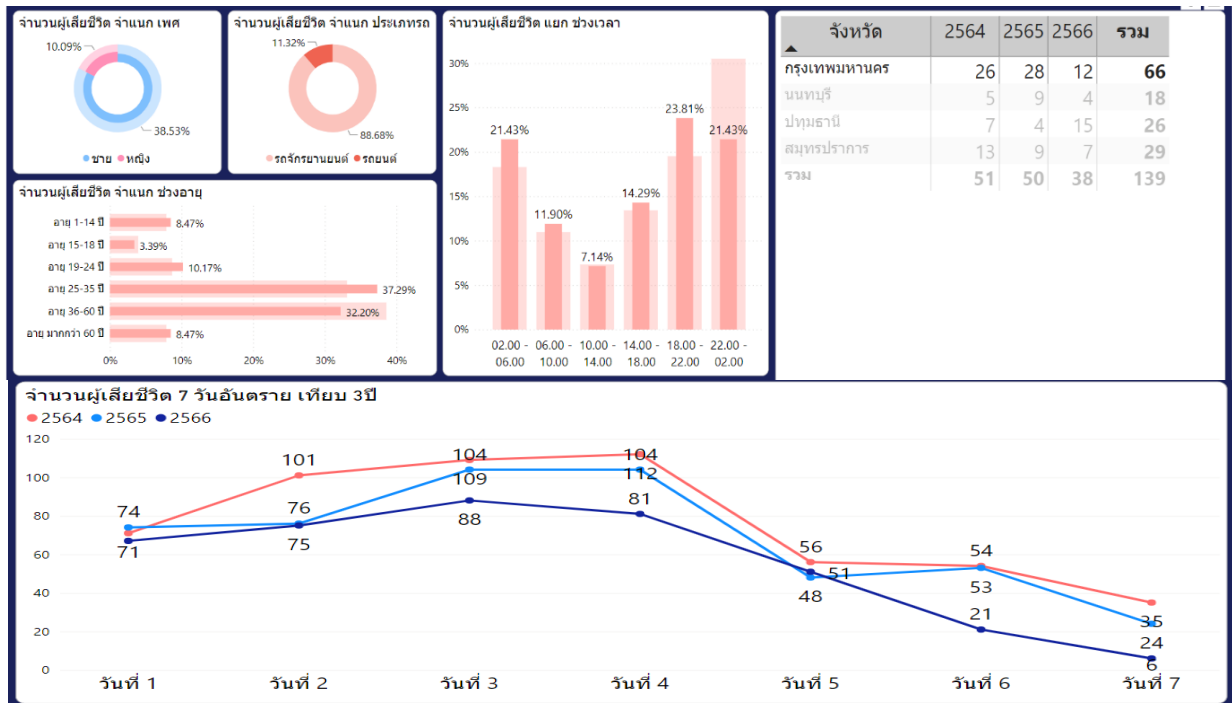 จำนวนผู้เสียชีวิต จำแนก เพศ
10.09%
38.53%
ชาย หญิง
จำนวนผู้เสียชีวิต จำแนก ประเภทรถ
11.32%
88.68%
รถจักรยานยนต์ รถยนต์
จำนวนผู้เสียชีวิต จำแนก ช่วงอายุ
อายุ 1-14 ปี 8.47%
อายุ 15-18 ปี 3.39%
อายุ 19-24 ปี 10.17%
อายุ 25-35 ปี 37.29%
อายุ 36-60 ปี 32.20%
อายุ มากกว่า 60 ปี 8.47%
0% 10% 20% 30% 40%
จำนวนผู้เสียชีวิต แยก ช่วงเวลา
30%
25%
20%
15%
10%
5%
0%
21.43% 11.90% 7.14% 14.29% 23.81% 21.43%
02.00 - 06.00 - 10.00 - 14.00 - 18.00 - 22.00 -
06.00 10.00 14.00 18.00 22.00 02.00
จังหวัด 2564 2565 2566 รวม
กรุงเทพมหานคร 26 28 12 66
นนทบุรี 5 9 4 18
ปทุมธานี 7 4 15 26
สมุทรปราการ 13 9 7 29
รวม 51 50 38 139
จำนวนผู้เสียชีวิต 7 วันอันตราย เทียบ 3ปี
2564 2565 2566
120
100
80
60
40
20
0
74 101 104 104 56 54 35
71 76 109 112 48 53 24
75 88 81 51 21 6
วันที่ 1 วันที่ 2 วันที่ 3 วันที่ 4 วันที่ 5 วันที่ 6 วันที่ 7